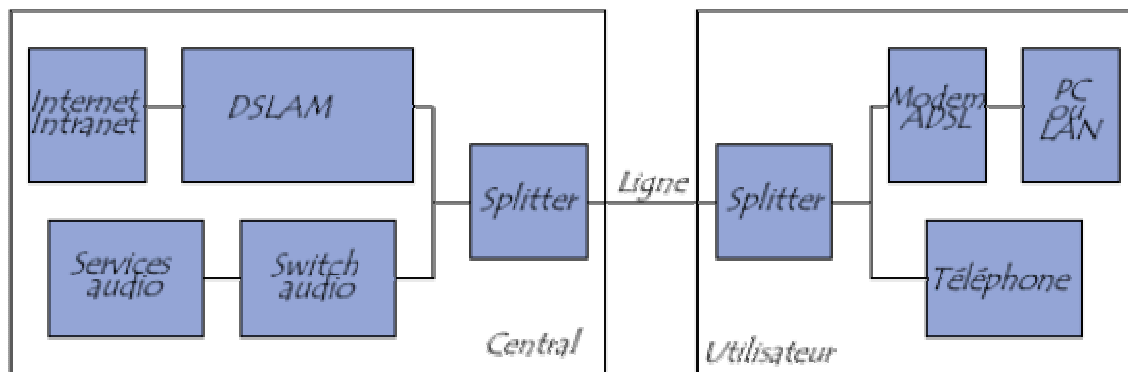 Internet
Intranet
DSLAM
Splitter
Services
audio
Switch
audio
Central
Ligne
Splitter
Modem
ADSL
PC
ou
LAN
Téléphone
Utilisateur